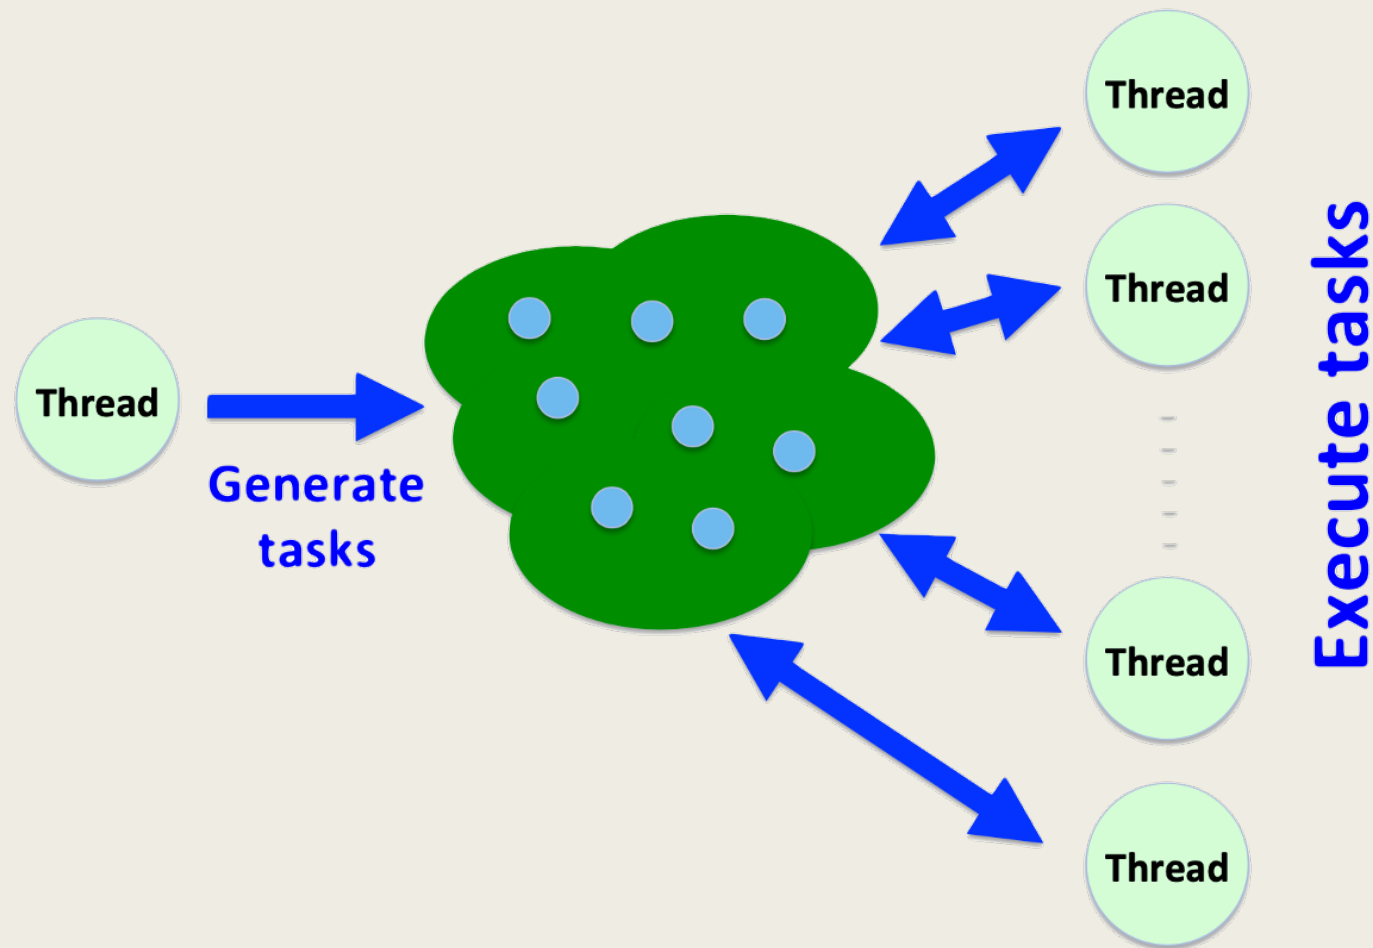 Thread
Generate
tasks
Thread
Thread
Thread
Thread
Execute tasks